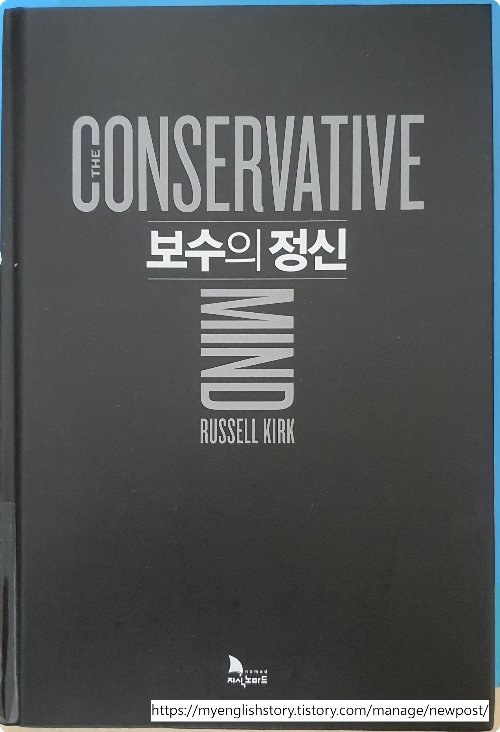 THE
CONSERVATIVE
보수의 정신
MIND
RUSSELL KIRK
nomad
지식노마드
https://myenglishstory.tistory.com/manage/newpost/